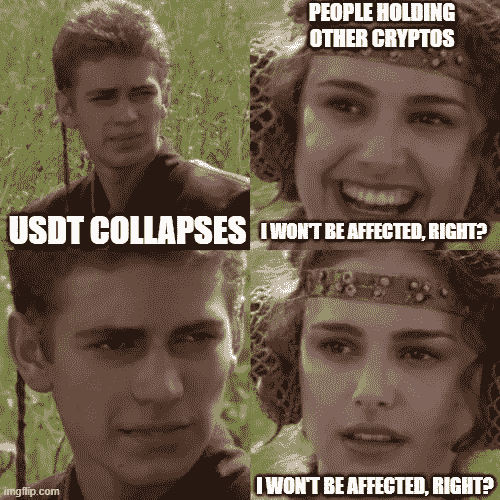 PEOPLE HOLDING
OTHER CRYPTOS
USDT COLLAPSES
I WON'T BE AFFECTED, RIGHT?
I WON'T BE AFFECTED, RIGHT?
imgflip.com